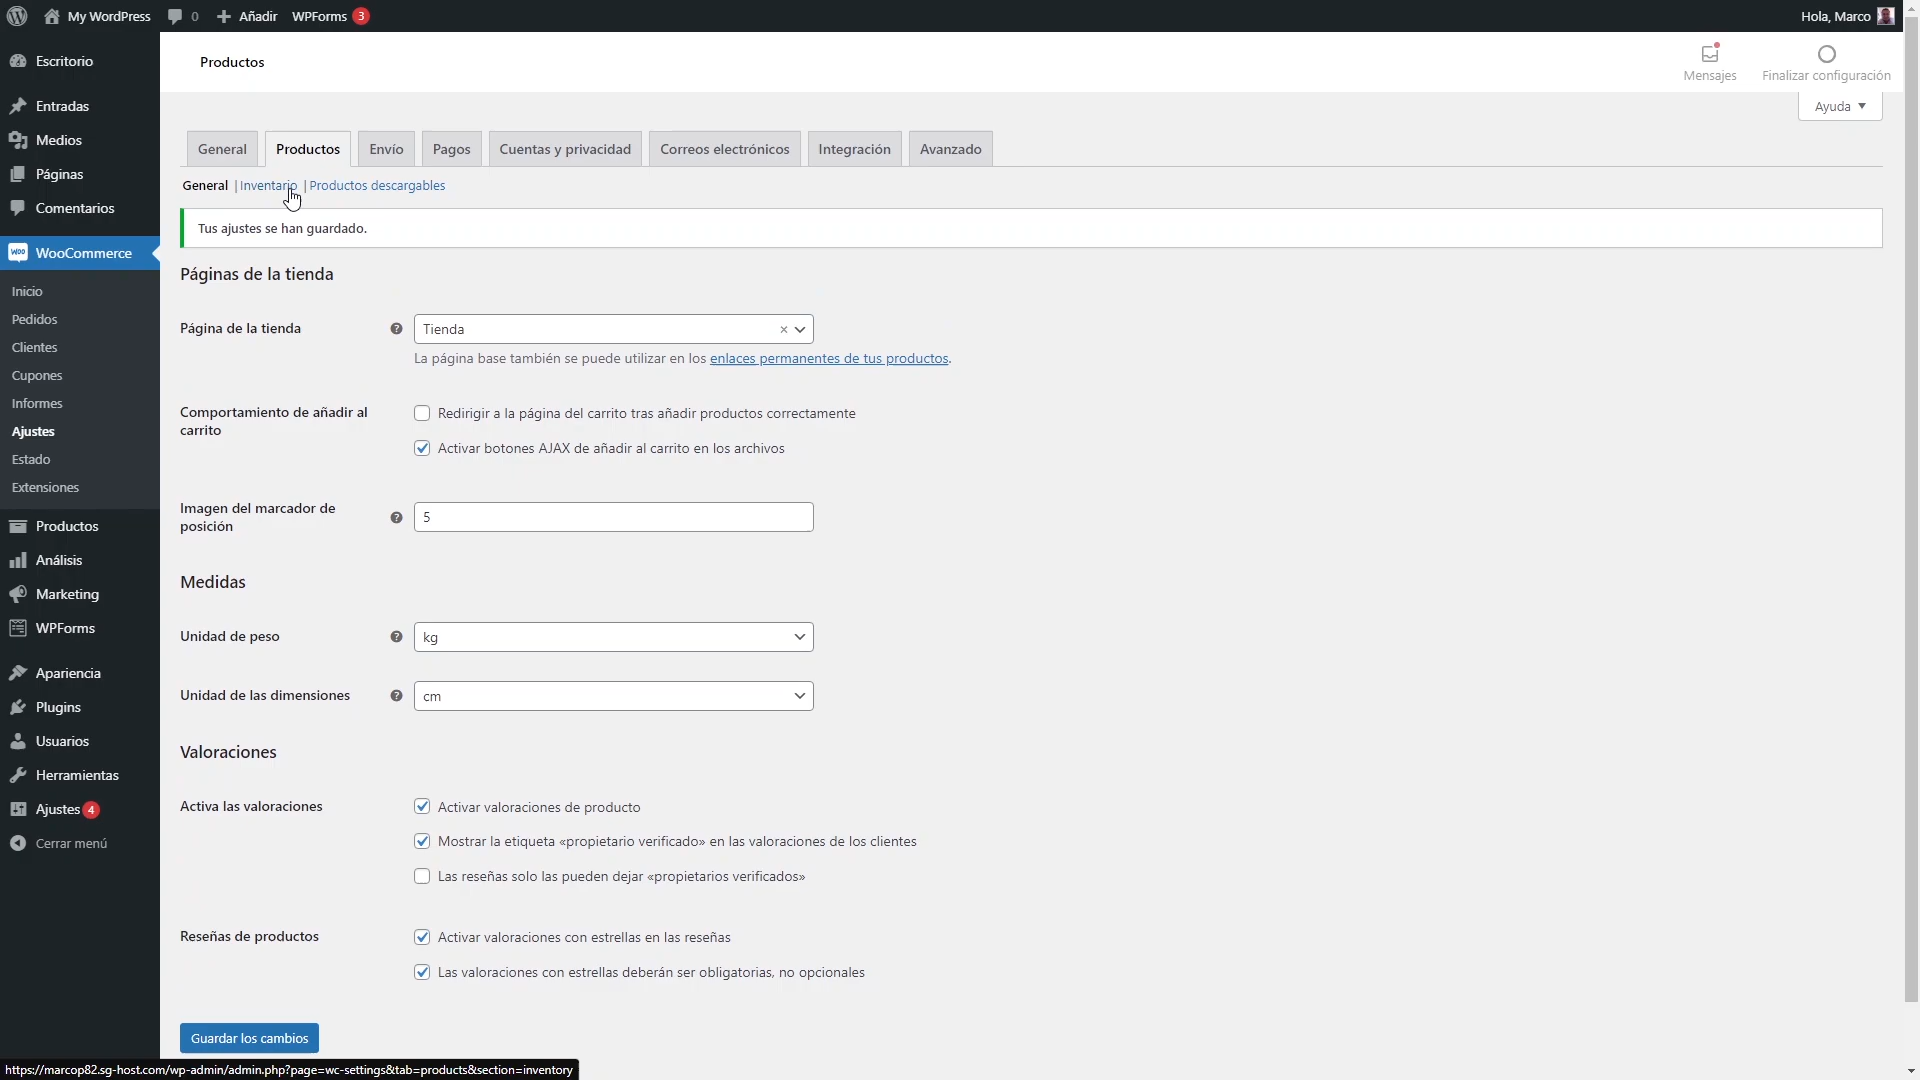 My WordPress
0
Añadir
WPForms 3
Hola, Marco
Escritorio
Entradas
Medios
Páginas
Comentarios
WooCommerce
Inicio
Pedidos
Clientes
Cupones
Informes
Ajustes
Estado
Extensiones
Productos
Análisis
Marketing
WPForms
Apariencia
Plugins
Usuarios
Herramientas
Ajustes 4
Cerrar menú
Productos
Mensajes
Finalizar configuración
Ayuda
General
Productos
Envío
Pagos
Cuentas y privacidad
Correos electrónicos
Integración
Avanzado
General | Inventario | Productos descargables
Tus ajustes se han guardado.
Páginas de la tienda
Página de la tienda
Tienda
La página base también se puede utilizar en los enlaces permanentes de tus productos.
Comportamiento de añadir al
carrito
Redirigir a la página del carrito tras añadir productos correctamente
Activar botones AJAX de añadir al carrito en los archivos
Imagen del marcador de
posición
5
Medidas
Unidad de peso
kg
Unidad de las dimensiones
cm
Valoraciones
Activa las valoraciones
Activar valoraciones de producto
Mostrar la etiqueta «propietario verificado» en las valoraciones de los clientes
Las reseñas solo las pueden dejar «propietarios verificados»
Reseñas de productos
Activar valoraciones con estrellas en las reseñas
Las valoraciones con estrellas deberán ser obligatorias, no opcionales
Guardar los cambios
https://marcop82.sg-host.com/wp-admin/admin.php?page=wc-settings&tab=products&section=inventory